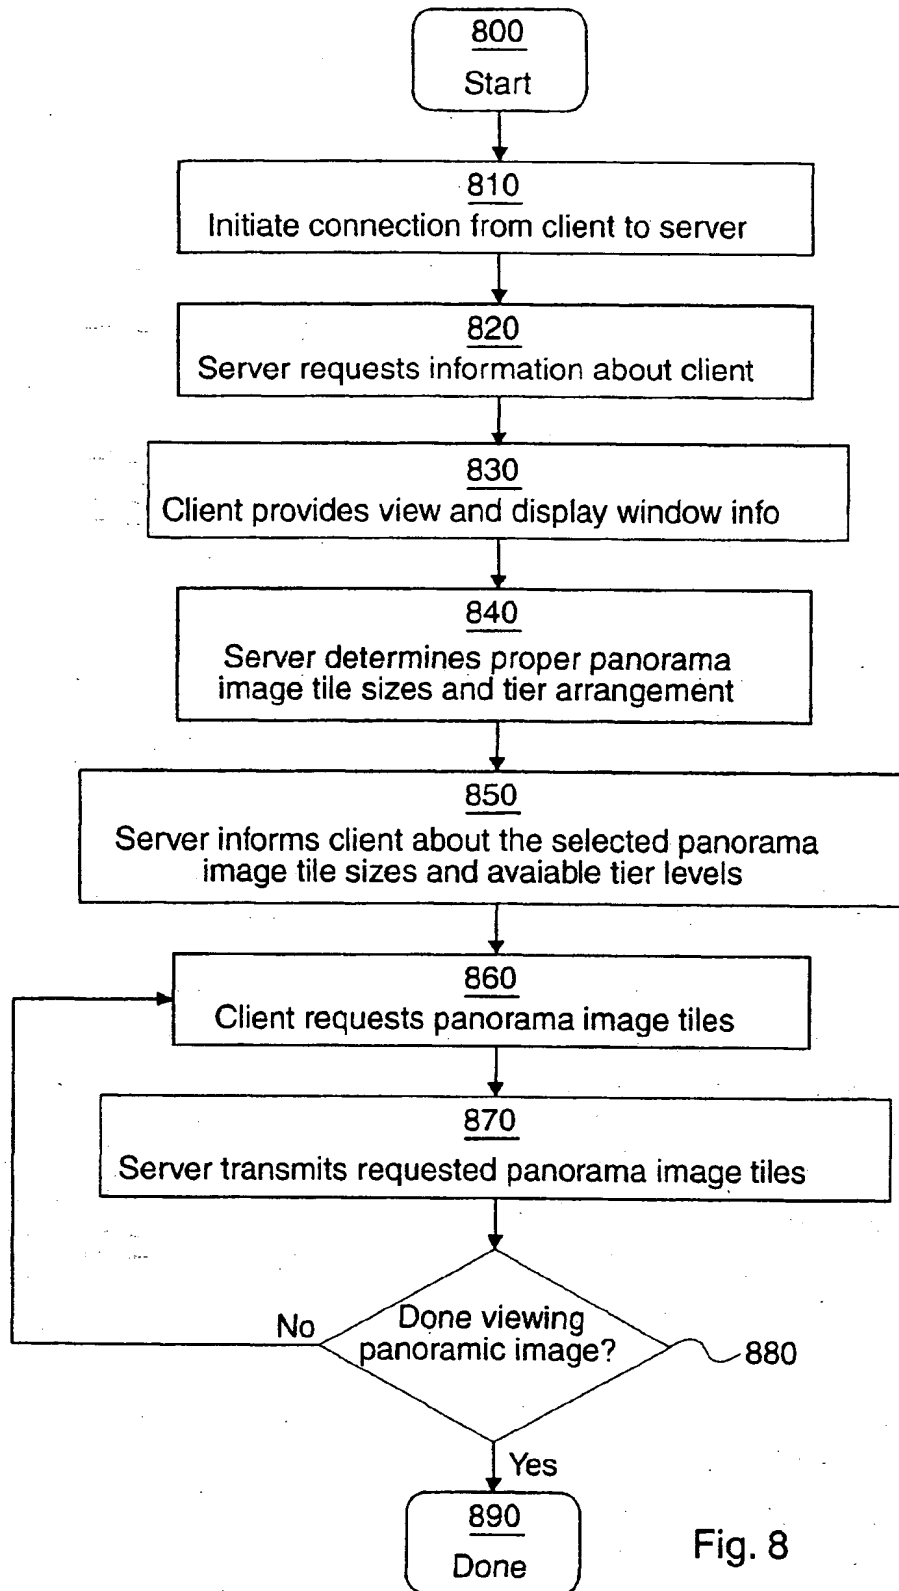 800
Start
810
Initiate connection from client to server
820
Server requests information about client
830
Client provides view and display window info
840
Server determines proper panorama
image tile sizes and tier arrangement
850
Server informs client about the selected panorama
image tile sizes and avaiable tier levels
860
Client requests panorama image tiles
870
Server transmits requested panorama image tiles
Done viewing
panoramic image?
No
880
Yes
890
Done
Fig. 8